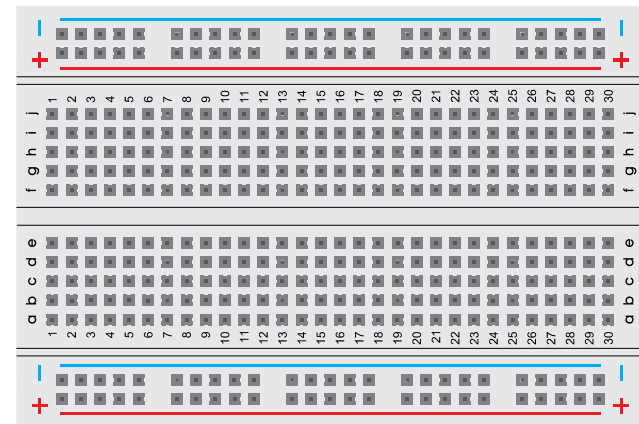 − −
+ +
1 2 3 4 5 6 7 8 9 10 11 12 13 14 15 16 17 18 19 20 21 22 23 24 25 26 27 28 29 30
j j
i i
h h
g g
f f
e e
d d
c c
b b
a a
1 2 3 4 5 6 7 8 9 10 11 12 13 14 15 16 17 18 19 20 21 22 23 24 25 26 27 28 29 30
− −
+ +